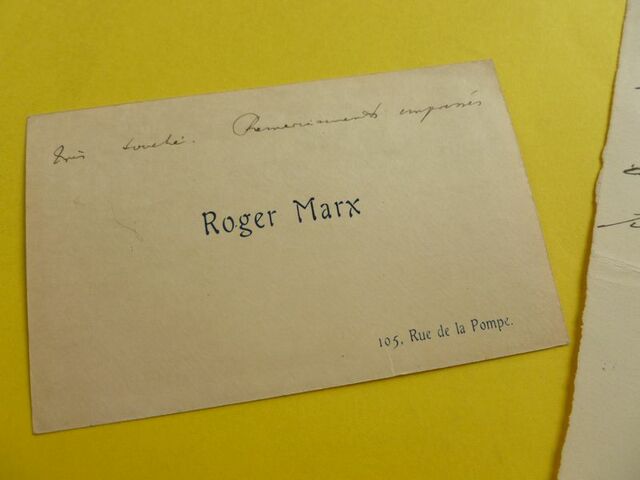 très touché. Remerciements empressés
Roger Marx
105, Rue de la Pompe.